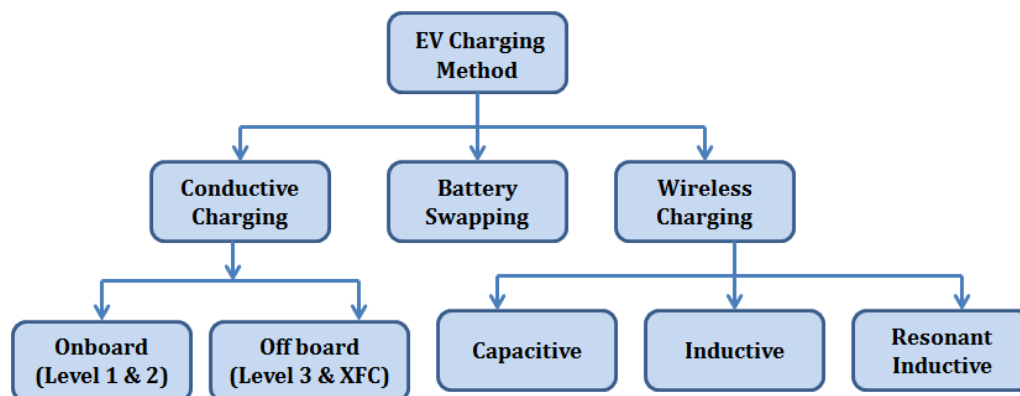 EV Charging
Method
Conductive
Charging
Battery
Swapping
Wireless
Charging
Onboard
(Level 1 & 2)
Off board
(Level 3 & XFC)
Capacitive
Inductive
Resonant
Inductive